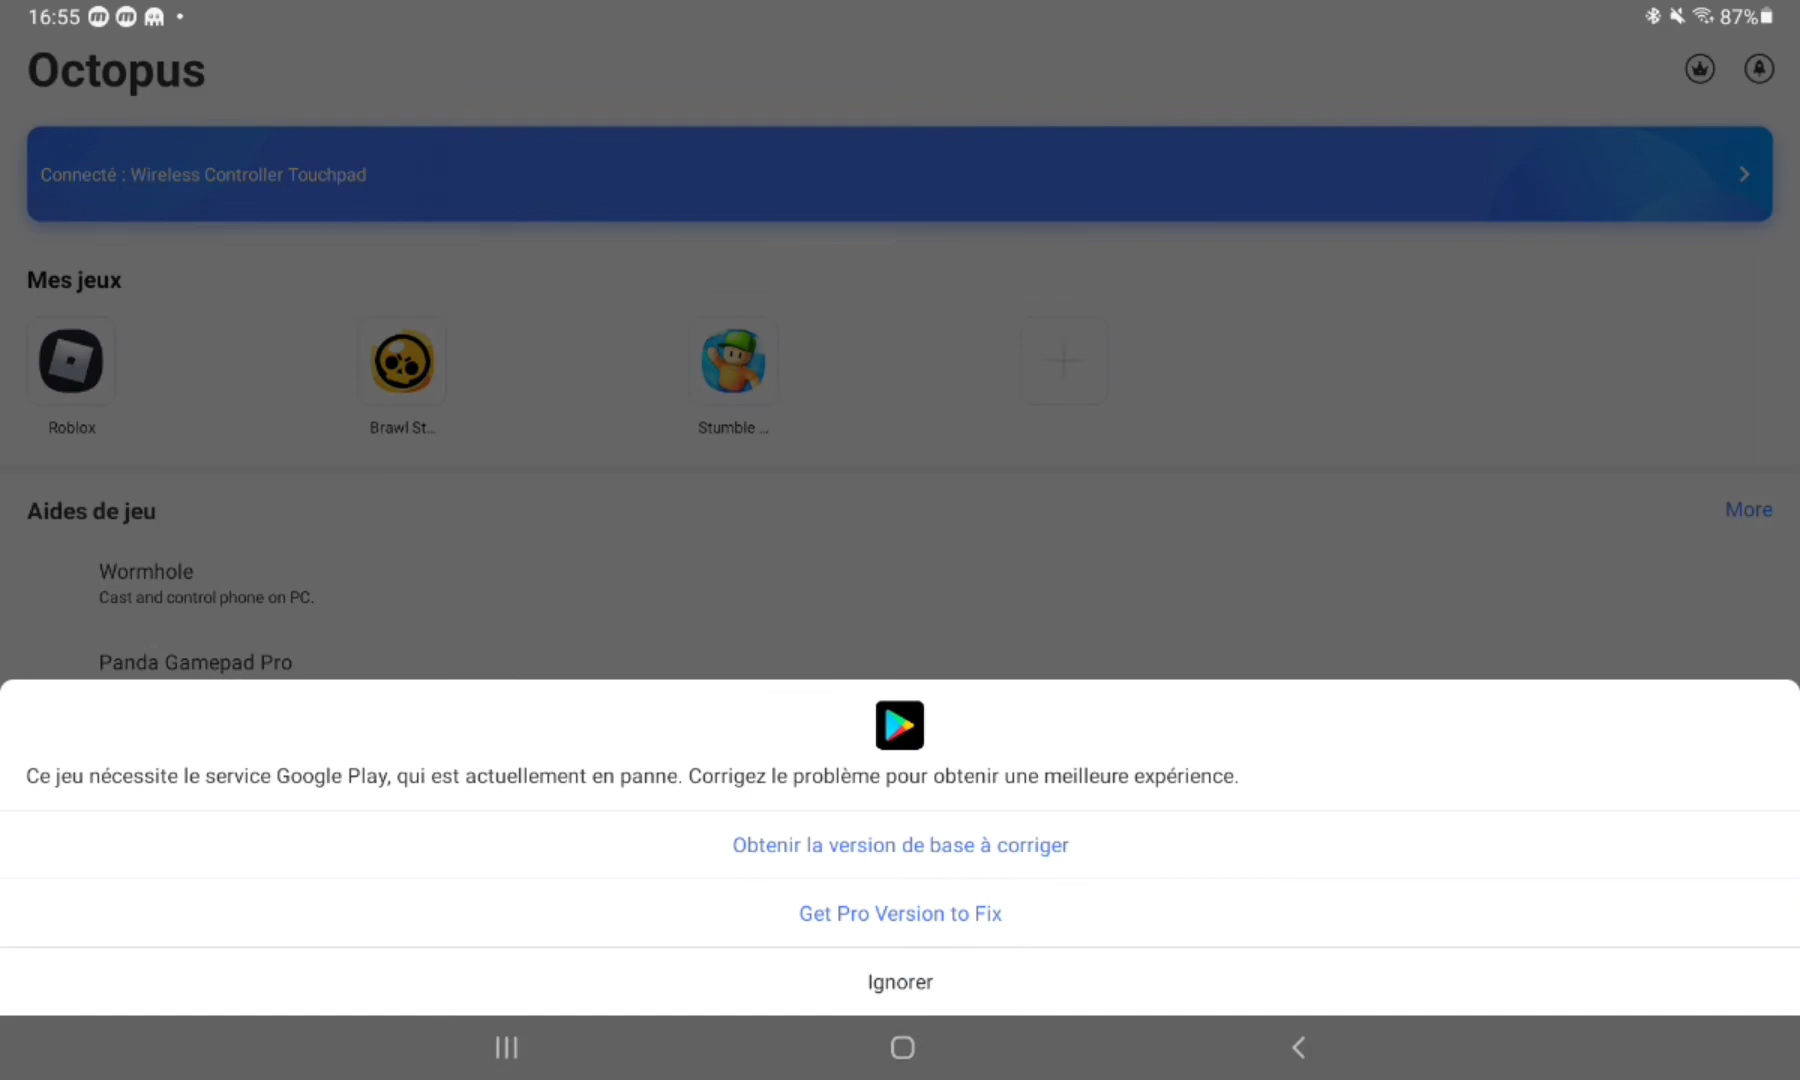 16:55
87%
Octopus
Connecté : Wireless Controller Touchpad
Mes jeux
Roblox
Brawl St...
Stumble ...
Aides de jeu
More
Wormhole
Cast and control phone on PC.
Panda Gamepad Pro
Ce jeu nécessite le service Google Play, qui est actuellement en panne. Corrigez le problème pour obtenir une meilleure expérience.
Obtenir la version de base à corriger
Get Pro Version to Fix
Ignorer